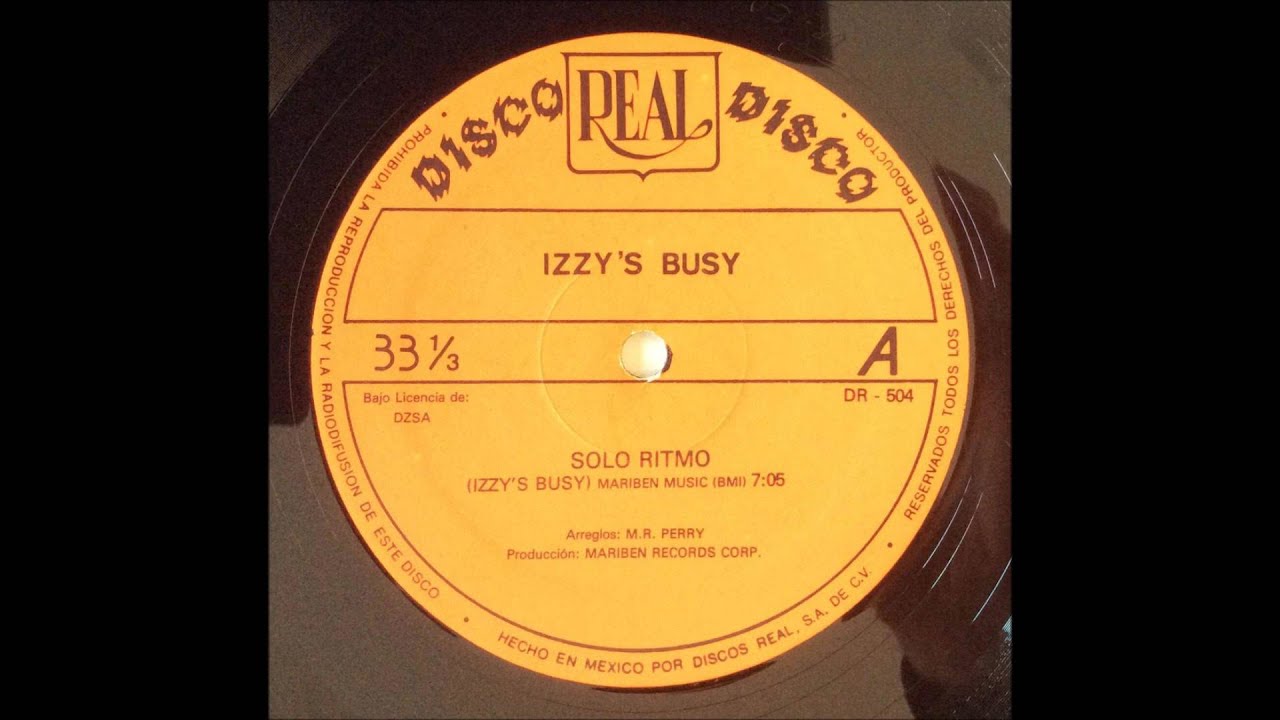 DISCO REAL DISCO
IZZY'S BUSY
33 ⅓
A
Bajo Licencia de:
DZSA
DR - 504
SOLO RITMO
(IZZY'S BUSY) MARIBEN MUSIC (BMI) 7:05
Arreglos: M.R. PERRY
Producción: MARIBEN RECORDS CORP.
• PROHIBIDA LA REPRODUCCION Y LA RADIODIFUSION DE ESTE DISCO •
HECHO EN MEXICO POR DISCOS REAL, S.A. DE C.V. •
RESERVADOS TODOS LOS DERECHOS DEL PRODUCTOR •